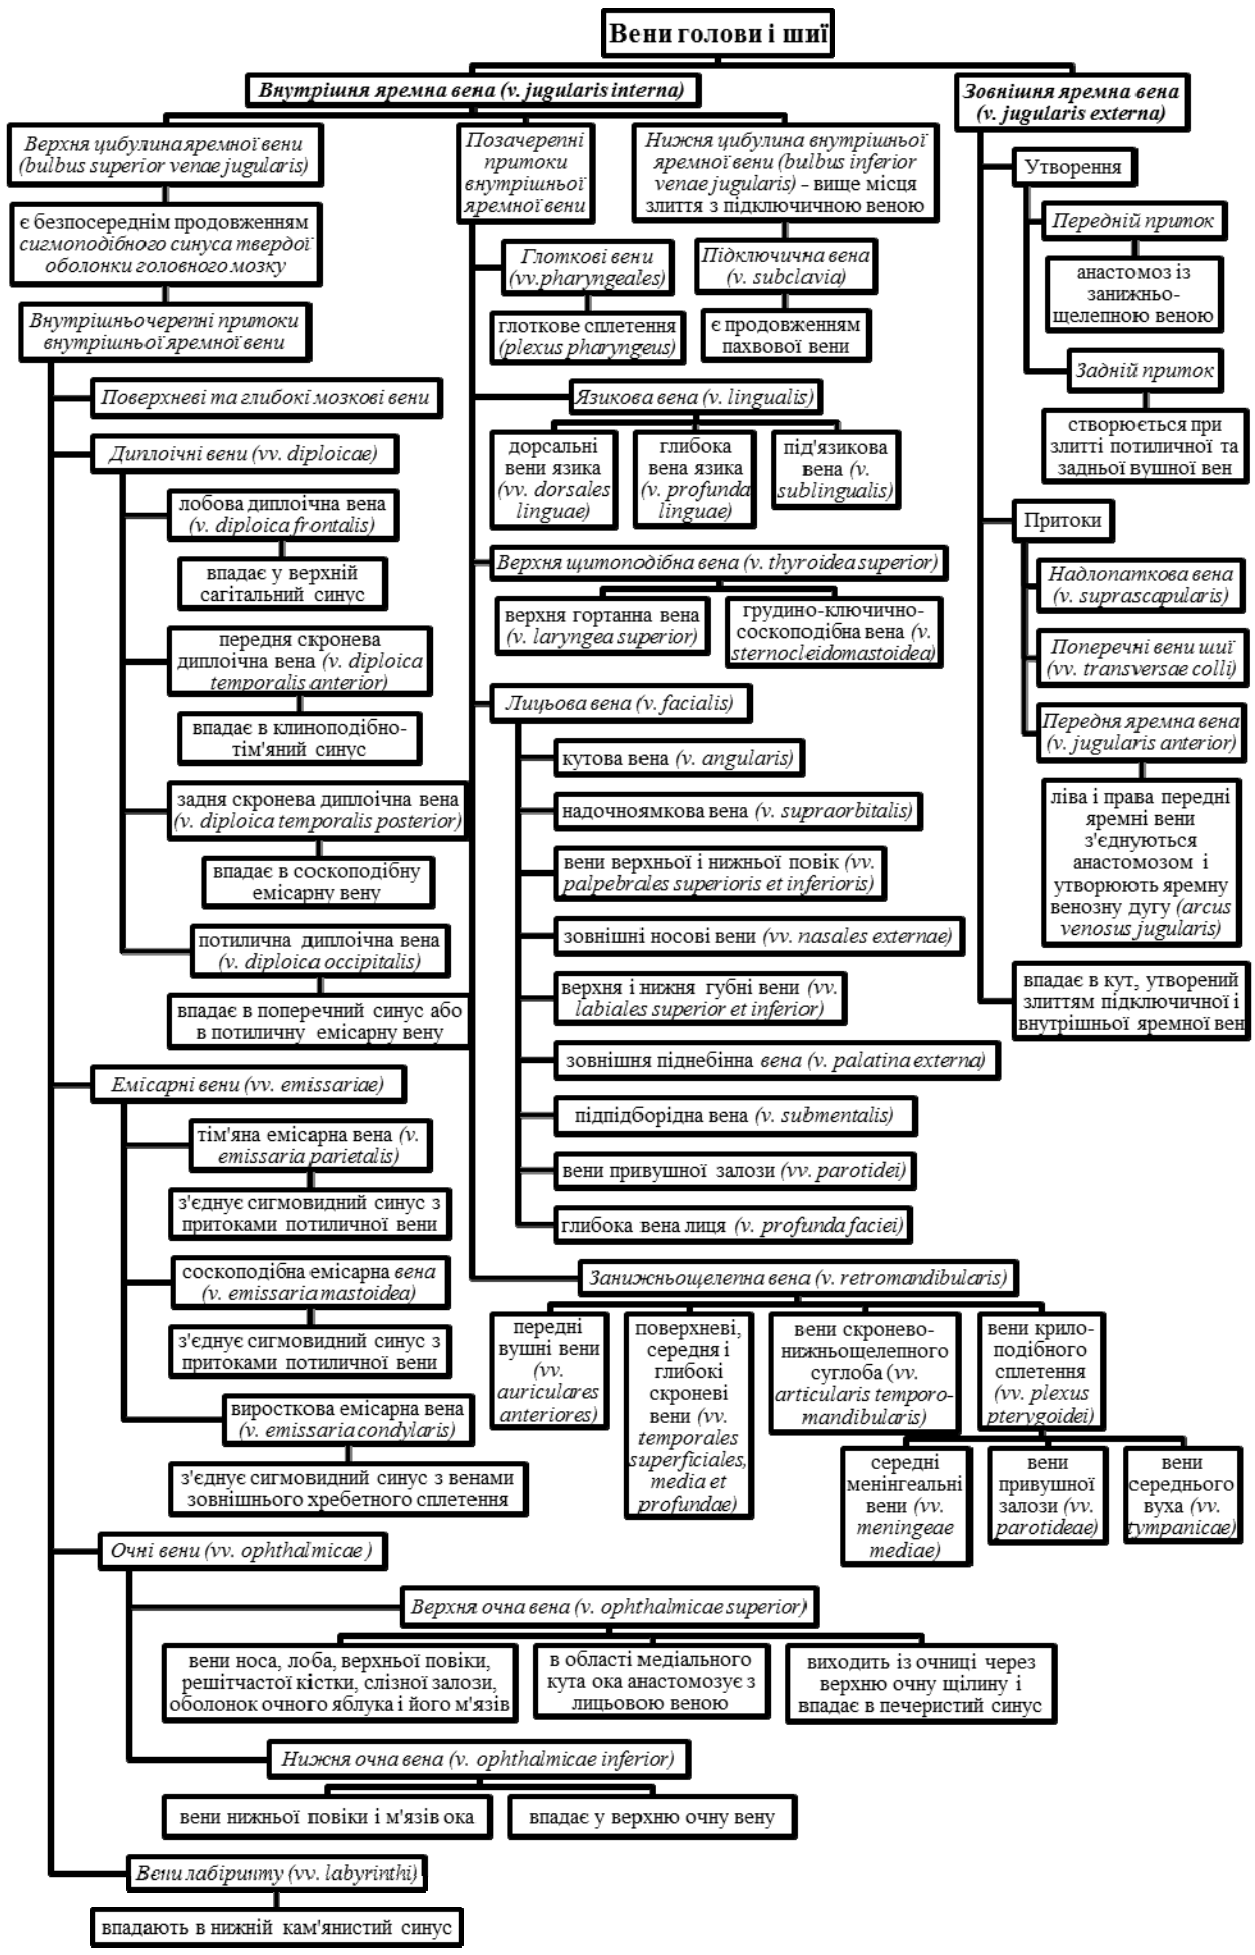 Вени голови і шиї
Внутрішня яремна вена (v. jugularis interna)
Верхня цибулина яремної вени
(bulbus superior venae jugularis)
є безпосереднім продовженням
сигмоподібного синуса твердої
оболонки головного мозку
Внутрішньочерепні притоки
внутрішньої яремної вени
Поверхневі та глибокі мозкові вени
Диплоічні вени (vv. diploicae)
лобова диплоічна вена
(v. diploica frontalis)
впадає у верхній
сагітальний синус
передня скронева
диплоічна вена (v. diploica
temporalis anterior)
впадає в клиноподібно-
тім'яний синус
задня скронева диплоічна вена
(v. diploica temporalis posterior)
впадає в соскоподібну
емісарну вену
потилична диплоічна вена
(v. diploica occipitalis)
впадає в поперечний синус або
в потиличну емісарну вену
Емісарні вени (vv. emissariae)
тім'яна емісарна вена (v.
emissaria parietalis)
з'єднує сигмовидний синус з
притоками потиличної вени
соскоподібна емісарна вена
(v. emissaria mastoidea)
з'єднує сигмовидний синус з
притоками потиличної вени
виросткова емісарна вена
(v. emissaria condylaris)
з'єднує сигмовидний синус з венами
зовнішнього хребетного сплетення
Очні вени (vv. ophthalmicae )
Верхня очна вена (v. ophthalmicae superior)
вени носа, лоба, верхньої повіки,
решітчастої кістки, слізної залози,
оболонок очного яблука і його м'язів
в області медіального
кута ока анастомозує з
лицьовою веною
виходить із очниці через
верхню очну щілину і
впадає в печеристий синус
Нижня очна вена (v. ophthalmicae inferior)
вени нижньої повіки і м'язів ока
впадає у верхню очну вену
Вени лабіринту (vv. labyrinthi)
впадають в нижній кам'янистий синус
Позачерепні
притоки
внутрішньої
яремної вени
Глоткові вени
(vv.pharyngeales)
глоткове сплетення
(plexus pharyngeus)
Язикова вена (v. lingualis)
дорсальні
вени язика
(vv. dorsales
linguae)
глибока
вена язика
(v. profunda
linguae)
під'язикова
вена (v.
sublingualis)
Верхня щитоподібна вена (v. thyroidea superior)
верхня гортанна вена
(v. laryngea superior)
грудино-ключично-
соскоподібна вена (v.
sternocleidomastoidea)
Лицьова вена (v. facialis)
кутова вена (v. angularis)
надочноямкова вена (v. supraorbitalis)
вени верхньої і нижньої повік (vv.
palpebrales superioris et inferioris)
зовнішні носові вени (vv. nasales externae)
верхня і нижня губні вени (vv.
labiales superior et inferior)
зовнішня піднебінна вена (v. palatina externa)
підпідборідна вена (v. submentalis)
вени привушної залози (vv. parotidei)
глибока вена лиця (v. profunda faciei)
Занижньощелепна вена (v. retromandibularis)
передні
вушні вени
(vv.
auriculares
anteriores)
поверхневі,
середня і
глибокі
скроневі
вени (vv.
temporales
superficiales,
media et
profundae)
вени скронево-
нижньощелепного
суглоба (vv.
articularis temporo-
mandibularis)
вени крило-
подібного
сплетення
(vv. plexus
pterygoidei)
середні
менінгеальні
вени (vv.
meningeae
mediae)
вени
привушної
залози (vv.
parotideae)
вени
середнього
вуха (vv.
tympanicae)
Нижня цибулина внутрішньої
яремної вени (bulbus inferior
venae jugularis) – вище місця
злиття з підключичною веною
Підключична вена
(v. subclavia)
є продовженням
пахвової вени
Зовнішня яремна вена
(v. jugularis externa)
Утворення
Передній приток
анастомоз із
занижньо-
щелепною веною
Задній приток
створюється при
злитті потиличної та
задньої вушної вен
Притоки
Надлопаткова вена
(v. suprascapularis)
Поперечні вени шиї
(vv. transversae colli)
Передня яремна вена
(v. jugularis anterior)
ліва і права передні
яремні вени
з'єднуються
анастомозом і
утворюють яремну
венозну дугу (arcus
venosus jugularis)
впадає в кут, утворений
злиттям підключичної і
внутрішньої яремної вен